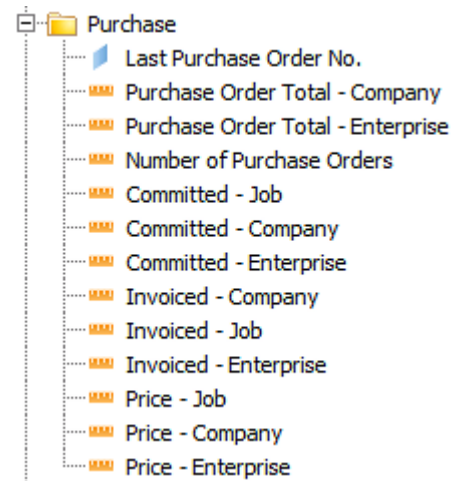 Purchase
Last Purchase Order No.
Purchase Order Total - Company
Purchase Order Total - Enterprise
Number of Purchase Orders
Committed - Job
Committed - Company
Committed - Enterprise
Invoiced - Company
Invoiced - Job
Invoiced - Enterprise
Price - Job
Price - Company
Price - Enterprise